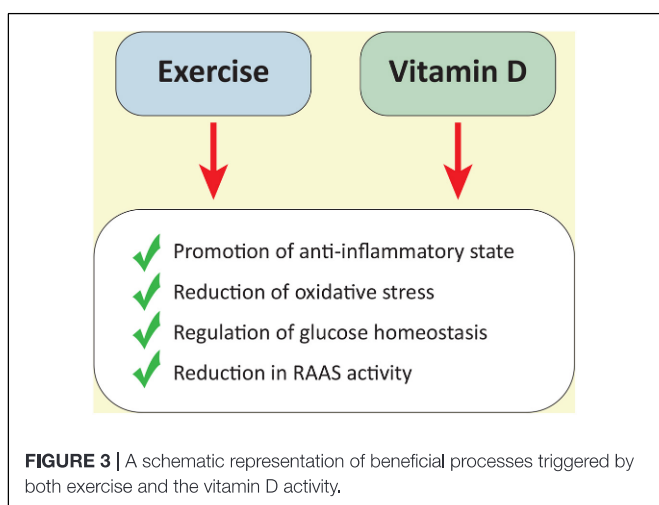 Exercise
Vitamin D
Promotion of anti-inflammatory state
Reduction of oxidative stress
Regulation of glucose homeostasis
Reduction in RAAS activity
FIGURE 3 | A schematic representation of beneficial processes triggered by
both exercise and the vitamin D activity.